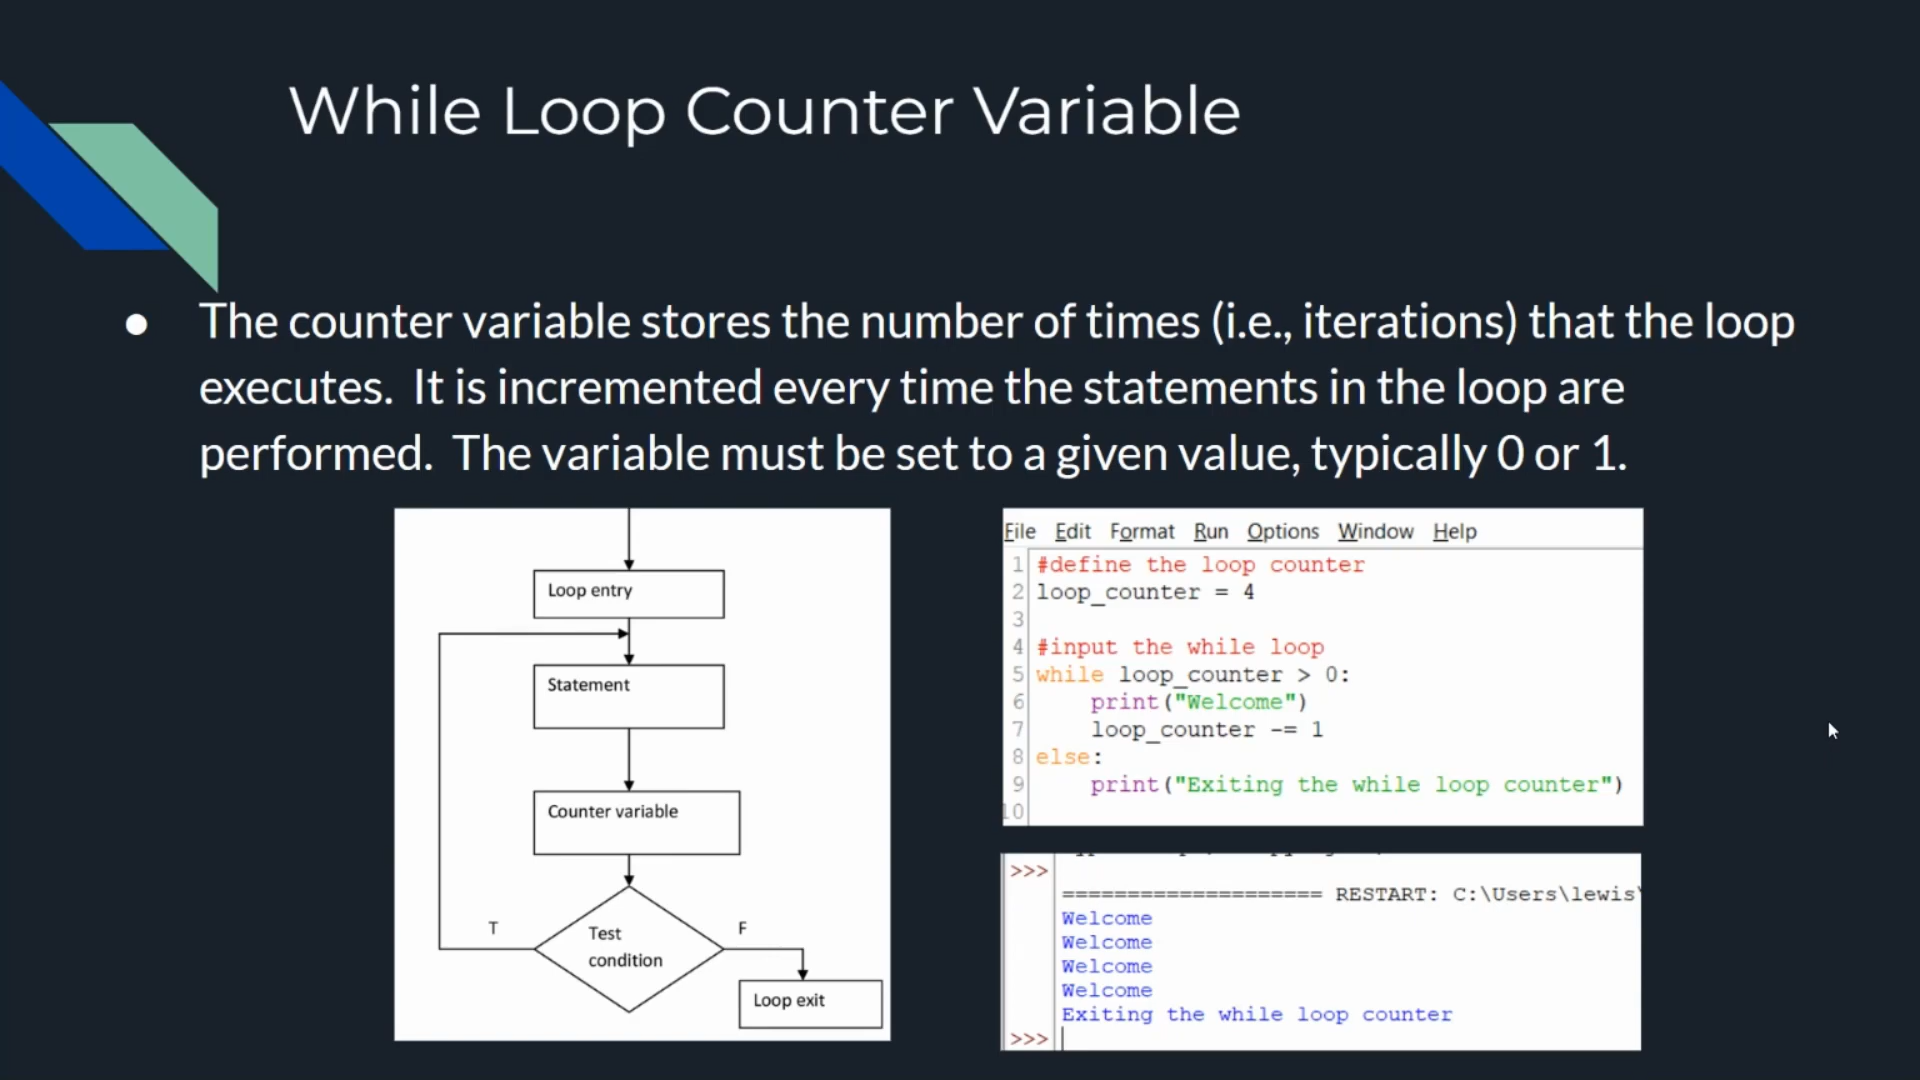 While Loop Counter Variable
● The counter variable stores the number of times (i.e., iterations) that the loop
executes. It is incremented every time the statements in the loop are
performed. The variable must be set to a given value, typically 0 or 1.
Loop entry
Statement
Counter variable
Test
condition
T
F
Loop exit
File Edit Format Run Options Window Help
1 #define the loop counter
2 loop_counter = 4
3
4 #input the while loop
5 while loop_counter > 0:
6     print("Welcome")
7     loop_counter -= 1
8 else:
9     print("Exiting the while loop counter")
10
>>>
==================== RESTART: C:\Users\lewis\
Welcome
Welcome
Welcome
Welcome
Exiting the while loop counter
>>>